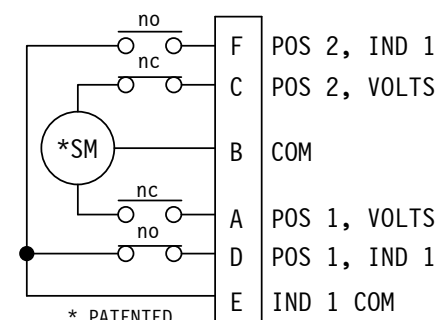 no
F POS 2, IND 1
nc
C POS 2, VOLTS
*SM
B COM
nc
A POS 1, VOLTS
no
D POS 1, IND 1
E IND 1 COM
* PATENTED